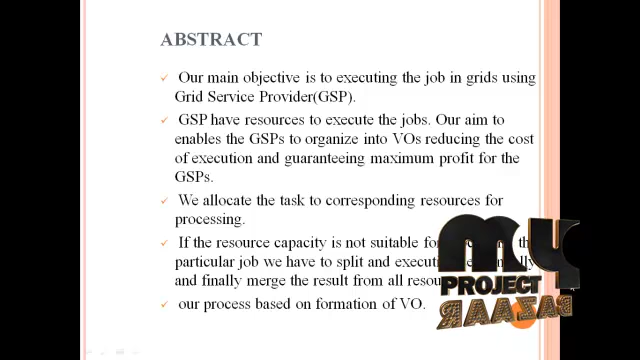 ABSTRACT
Our main objective is to executing the job in grids using
Grid Service Provider(GSP).
GSP have resources to execute the jobs. Our aim to
enables the GSPs to organize into VOs reducing the cost
of execution and guaranteeing maximum profit for the
GSPs.
We allocate the task to corresponding resources for
processing.
If the resource capacity is not suitable for
particular job we have to split and
and finally merge the result from all
our process based on formation of VO.
my
PROJECT
BAZAAR